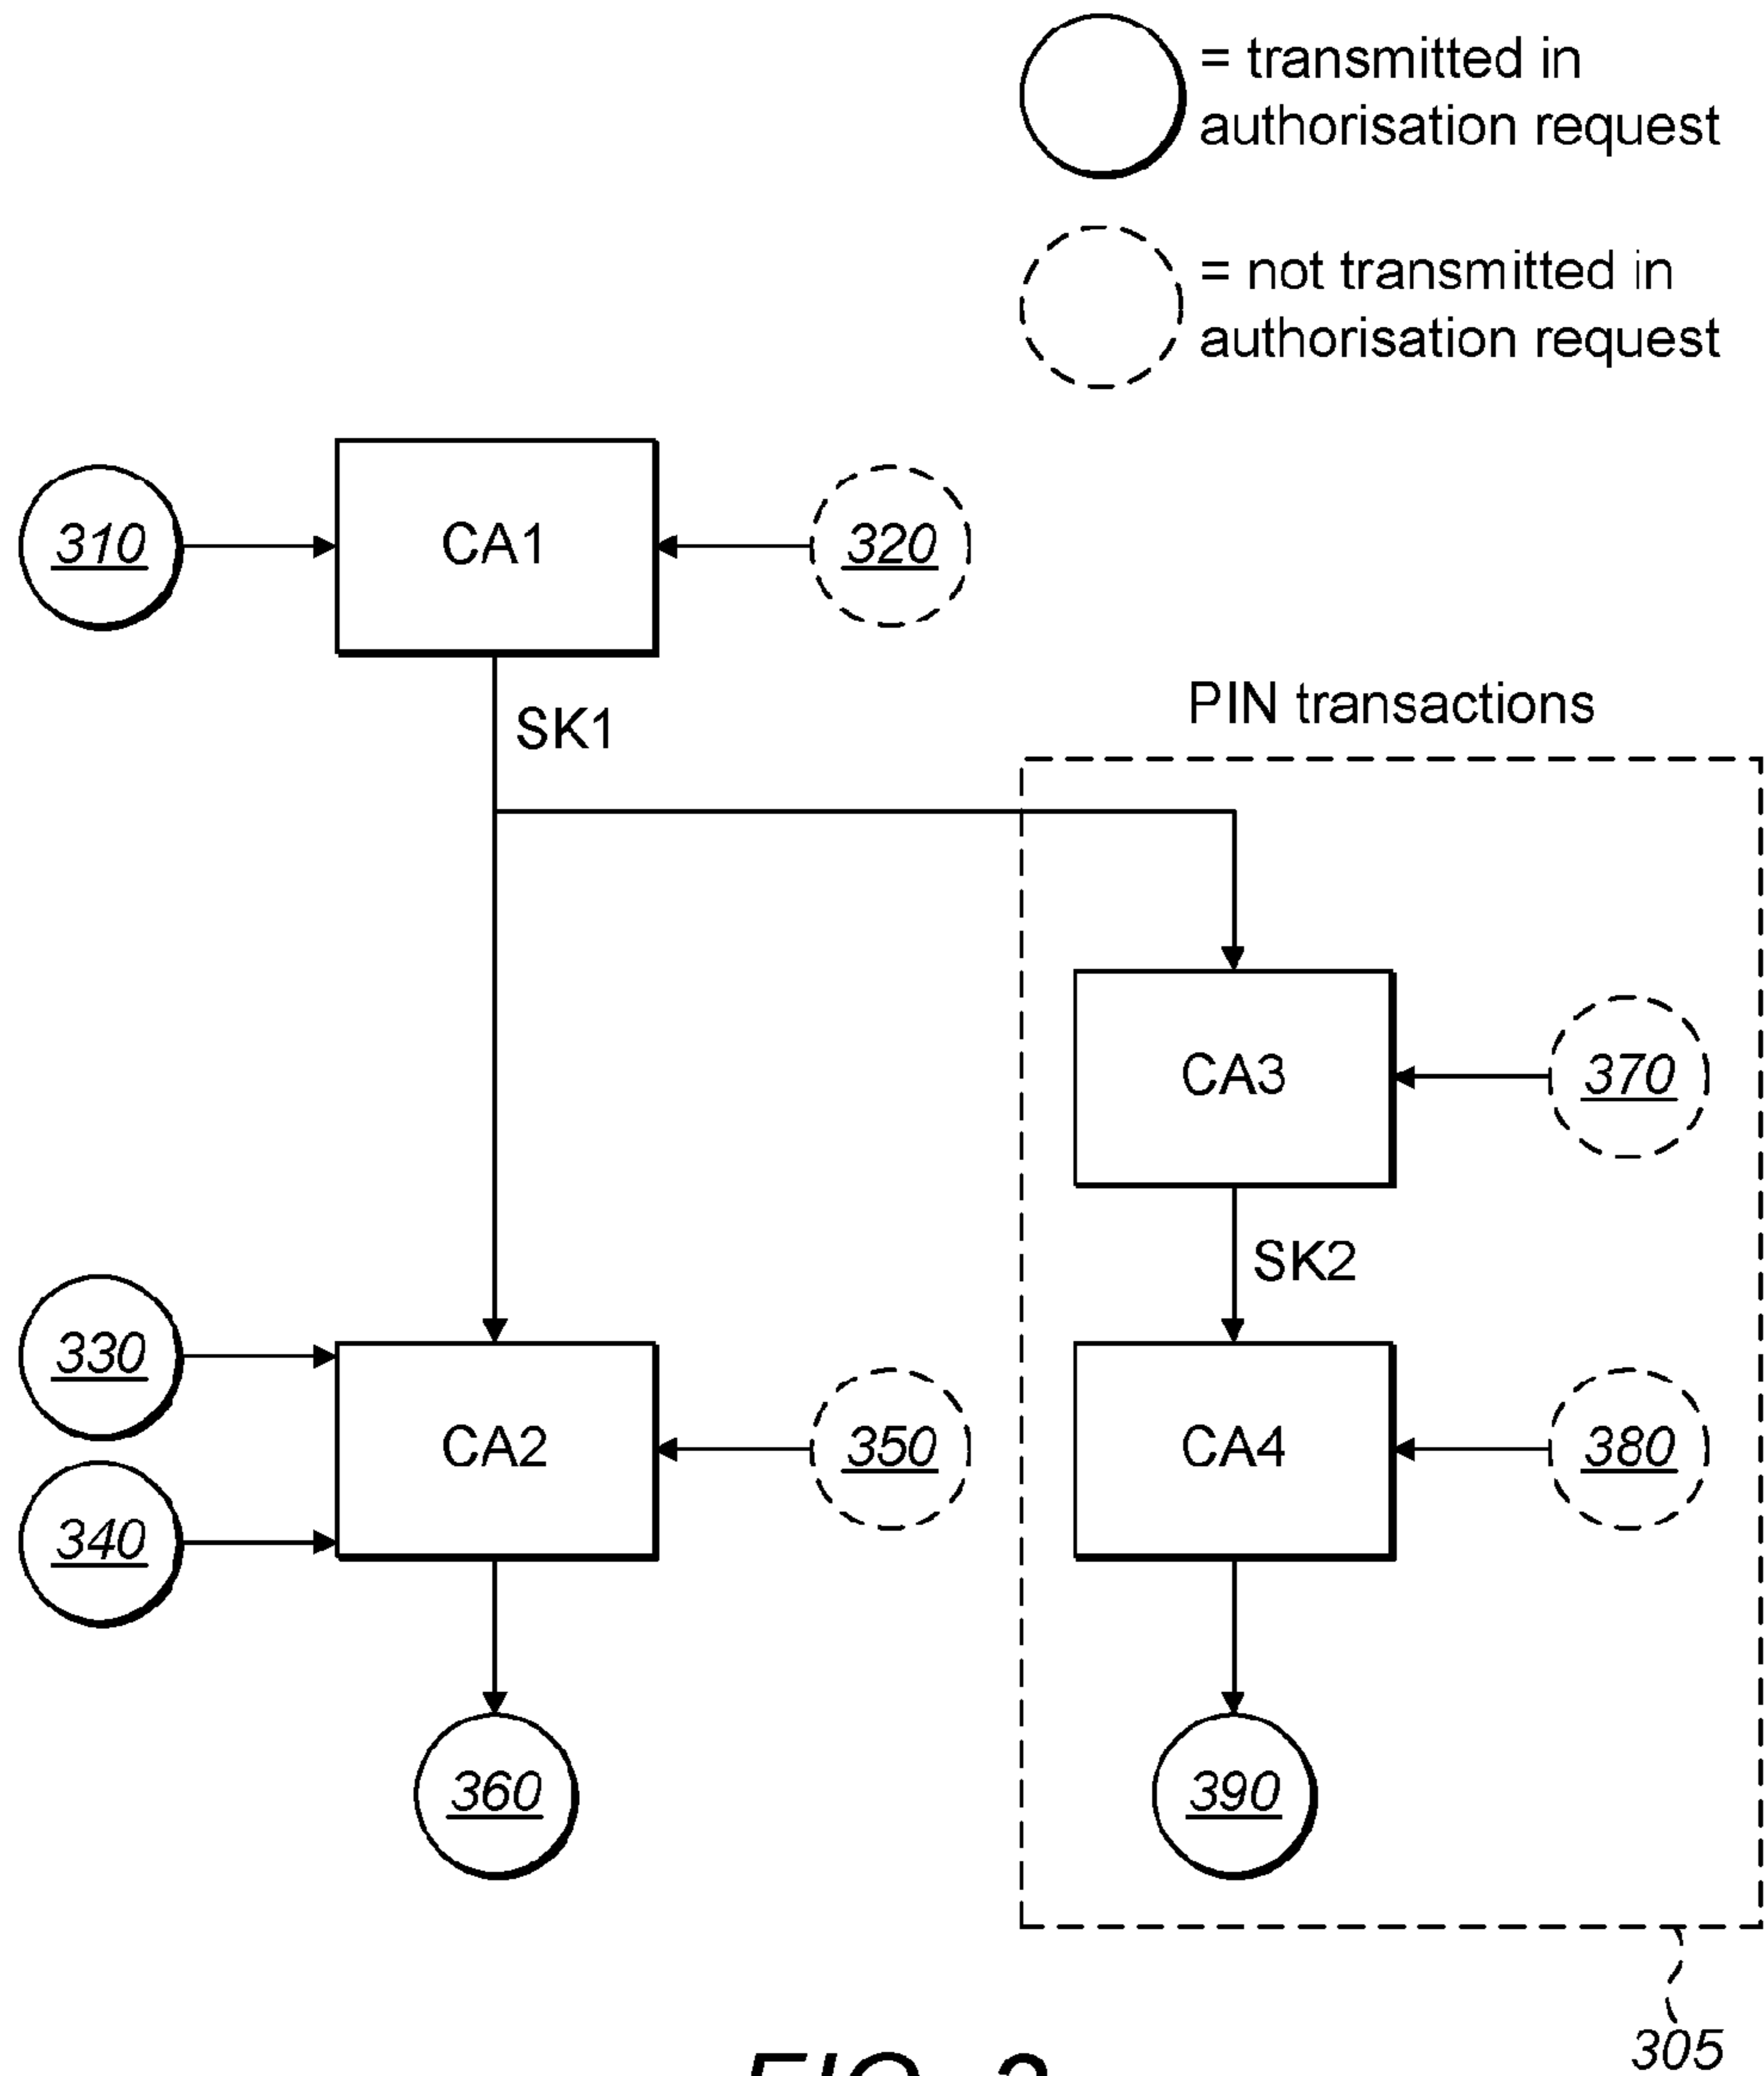 = transmitted in
authorisation request
= not transmitted in
authorisation request
310
CA1
320
SK1
PIN transactions
CA3
370
SK2
330
340
CA2
350
CA4
380
360
390
305